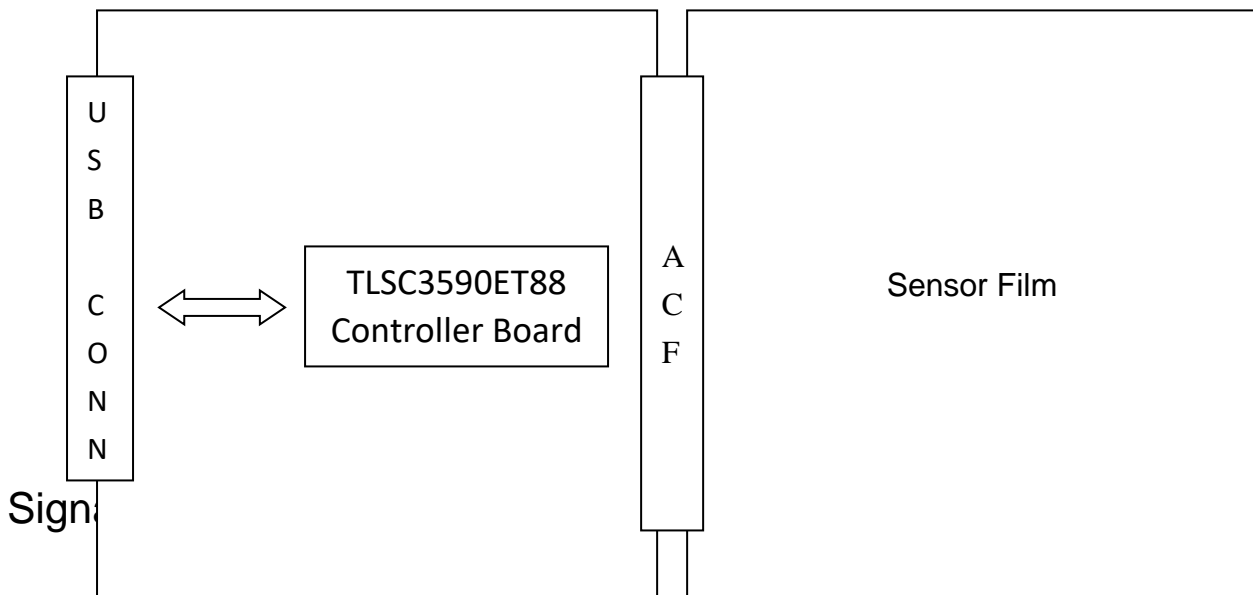 U
S
B
C
O
N
N
TLSC3590ET88
Controller Board
A
C
F
Sensor Film